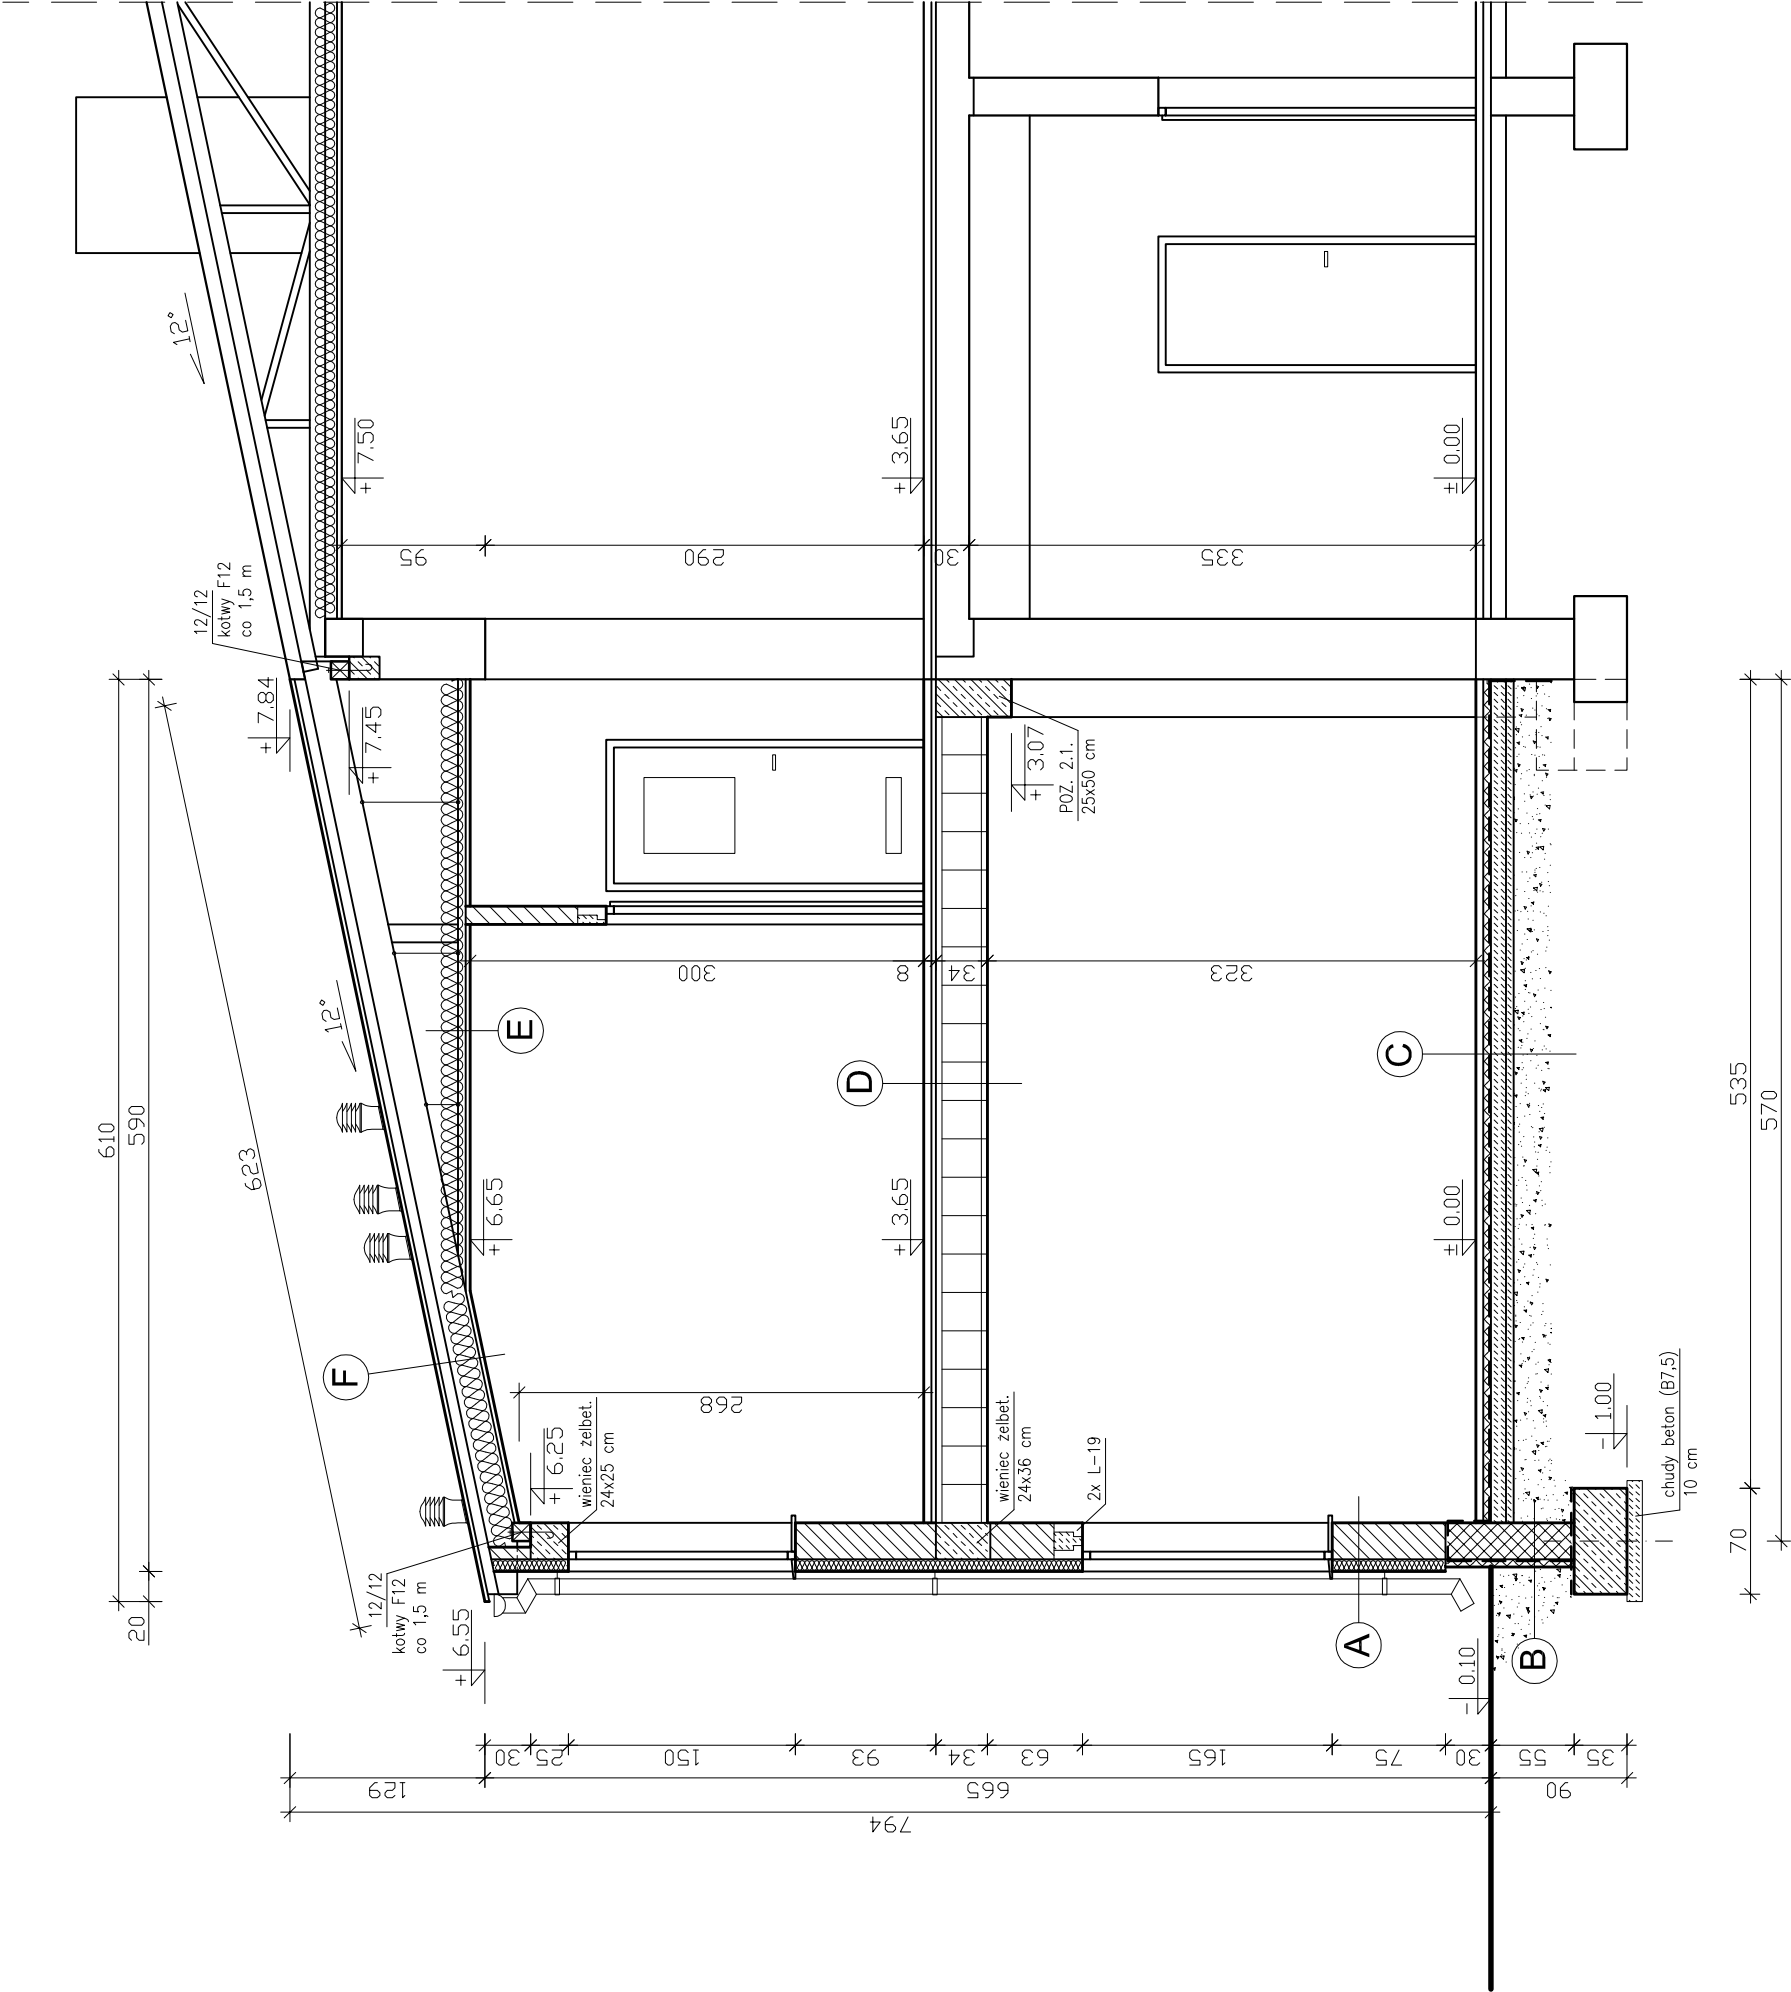 610
590
20
623
12°
12°
12/12
kotwy F12
co 1,5 m
+ 7.84
+ 7.45
+ 7.50
+ 3.65
± 0.00
95
290
30
335
E
F
+ 6.65
300
8
34
323
D
C
+ 3.07
POZ. 2.1.
25x50 cm
+ 3.65
± 0.00
268
+ 6.25
wieniec żelbet.
24x25 cm
wieniec żelbet.
24x36 cm
2x L-19
12/12
kotwy F12
co 1,5 m
+ 6.55
A
B
- 0.10
- 1.00
chudy beton (B7,5)
10 cm
535
570
70
30
25
150
93
34
63
165
75
30
55
35
129
665
90
794